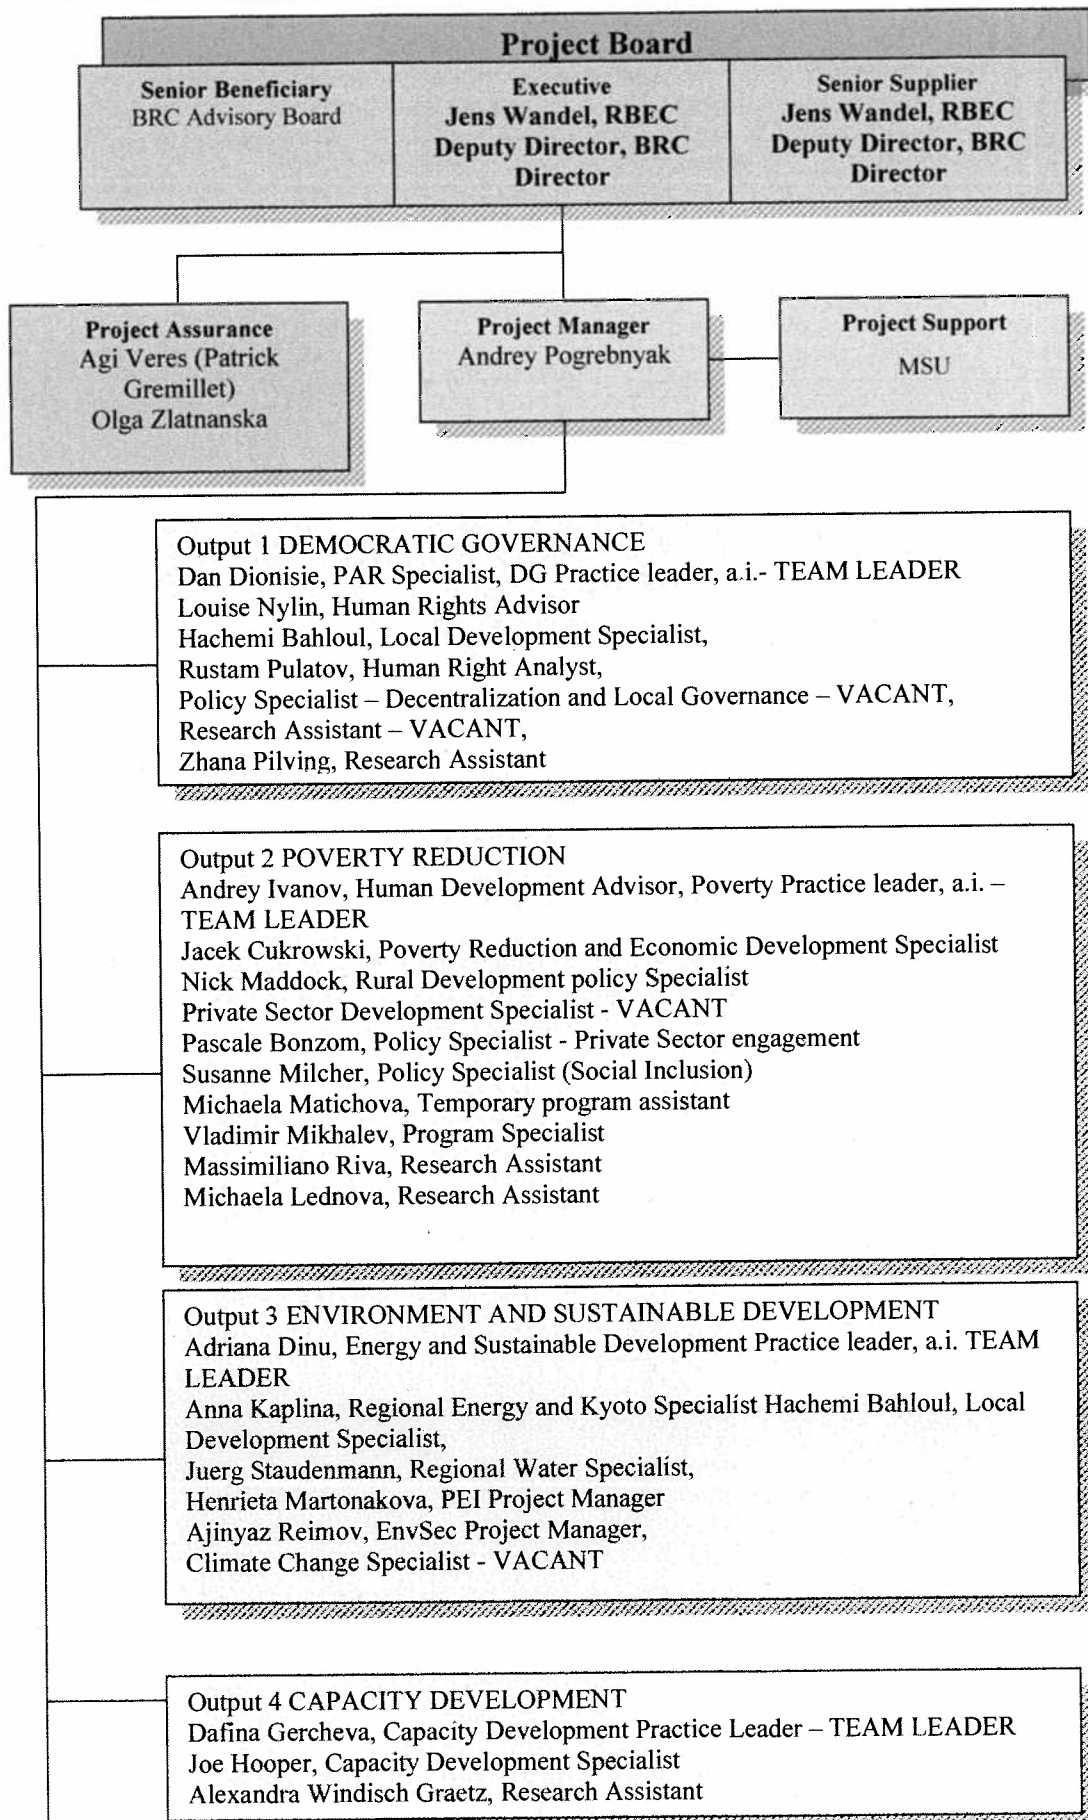 Project Board
Senior Beneficiary
BRC Advisory Board
Executive
Jens Wandel, RBEC
Deputy Director, BRC
Director
Senior Supplier
Jens Wandel, RBEC
Deputy Director, BRC
Director
Project Assurance
Agi Veres (Patrick
Gremillet)
Olga Zlatnanska
Project Manager
Andrey Pogrebnyak
Project Support
MSU
Output 1 DEMOCRATIC GOVERNANCE
Dan Dionisie, PAR Specialist, DG Practice leader, a.i.- TEAM LEADER
Louise Nylin, Human Rights Advisor
Hachemi Bahloul, Local Development Specialist,
Rustam Pulatov, Human Right Analyst,
Policy Specialist – Decentralization and Local Governance – VACANT,
Research Assistant – VACANT,
Zhana Pilving, Research Assistant
Output 2 POVERTY REDUCTION
Andrey Ivanov, Human Development Advisor, Poverty Practice leader, a.i. –
TEAM LEADER
Jacek Cukrowski, Poverty Reduction and Economic Development Specialist
Nick Maddock, Rural Development policy Specialist
Private Sector Development Specialist - VACANT
Pascale Bonzom, Policy Specialist - Private Sector engagement
Susanne Milcher, Policy Specialist (Social Inclusion)
Michaela Matichova, Temporary program assistant
Vladimir Mikhalev, Program Specialist
Massimiliano Riva, Research Assistant
Michaela Lednova, Research Assistant
Output 3 ENVIRONMENT AND SUSTAINABLE DEVELOPMENT
Adriana Dinu, Energy and Sustainable Development Practice leader, a.i. TEAM
LEADER
Anna Kaplina, Regional Energy and Kyoto Specialist Hachemi Bahloul, Local
Development Specialist,
Juerg Staudenmann, Regional Water Specialist,
Henrieta Martonakova, PEI Project Manager
Ajinyaz Reimov, EnvSec Project Manager,
Climate Change Specialist - VACANT
Output 4 CAPACITY DEVELOPMENT
Dafina Gercheva, Capacity Development Practice Leader – TEAM LEADER
Joe Hooper, Capacity Development Specialist
Alexandra Windisch Graetz, Research Assistant